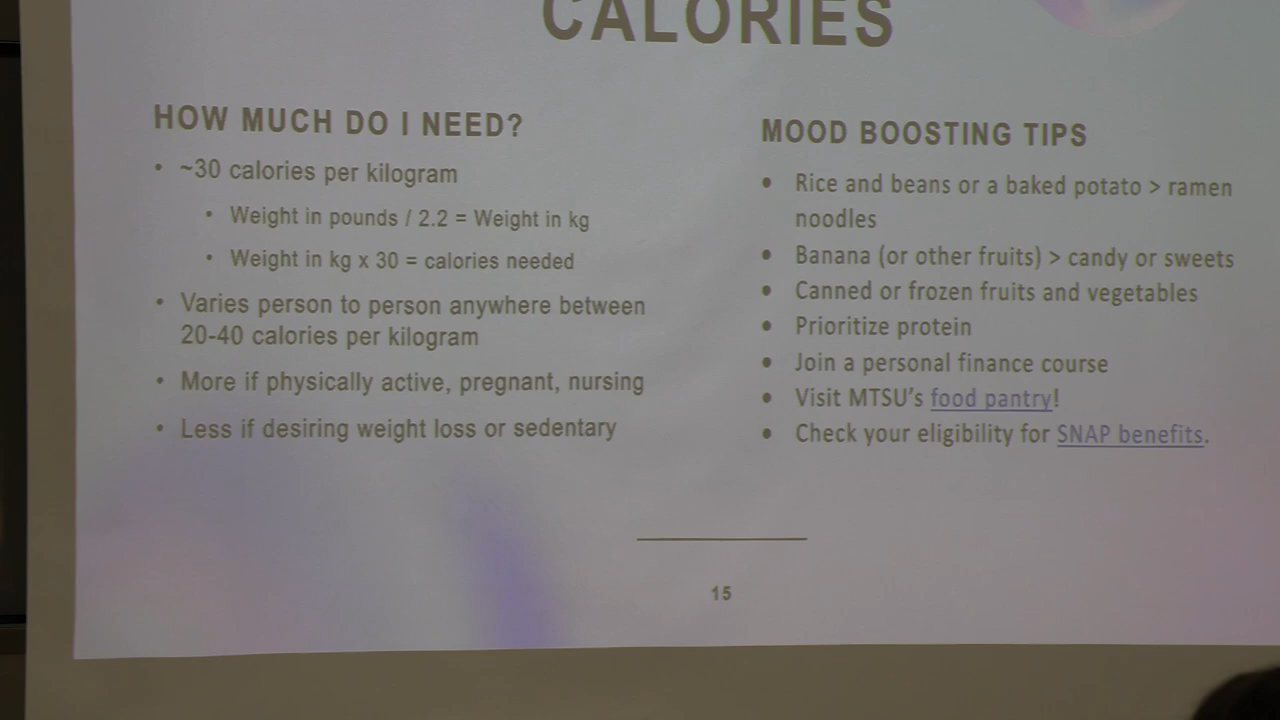 CALORIES
HOW MUCH DO I NEED?
• ~30 calories per kilogram
• Weight in pounds / 2.2 = Weight in kg
• Weight in kg x 30 = calories needed
• Varies person to person anywhere between
20-40 calories per kilogram
• More if physically active, pregnant, nursing
• Less if desiring weight loss or sedentary
MOOD BOOSTING TIPS
• Rice and beans or a baked potato > ramen
noodles
• Banana (or other fruits) > candy or sweets
• Canned or frozen fruits and vegetables
• Prioritize protein
• Join a personal finance course
• Visit MTSU's food pantry!
• Check your eligibility for SNAP benefits.
15